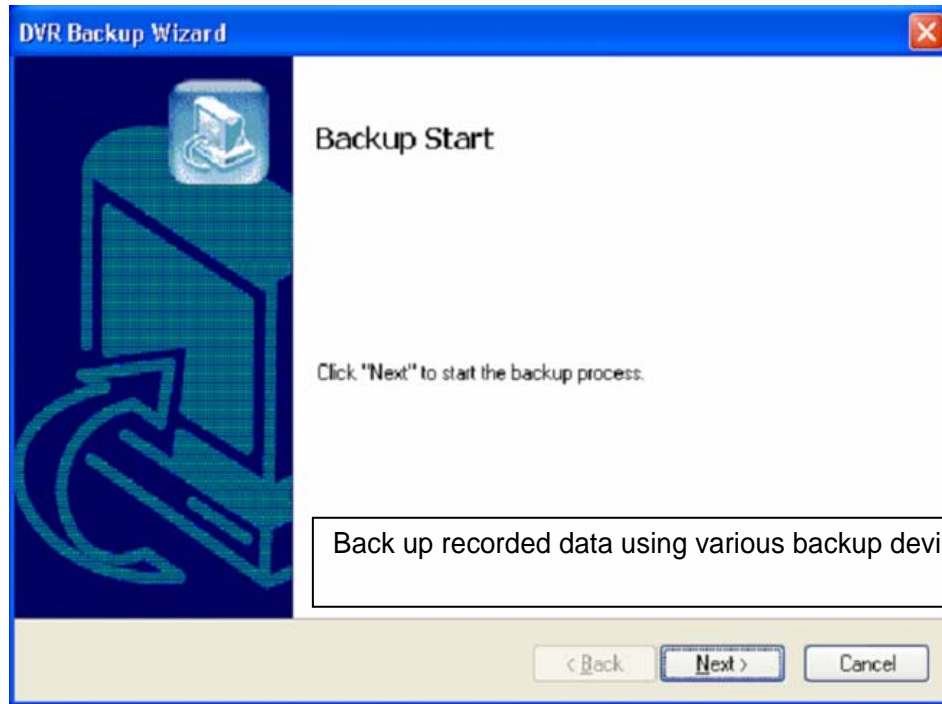 DVR Backup Wizard
Backup Start
Click "Next" to start the backup process.
Back up recorded data using various backup devi
< Back Next > Cancel